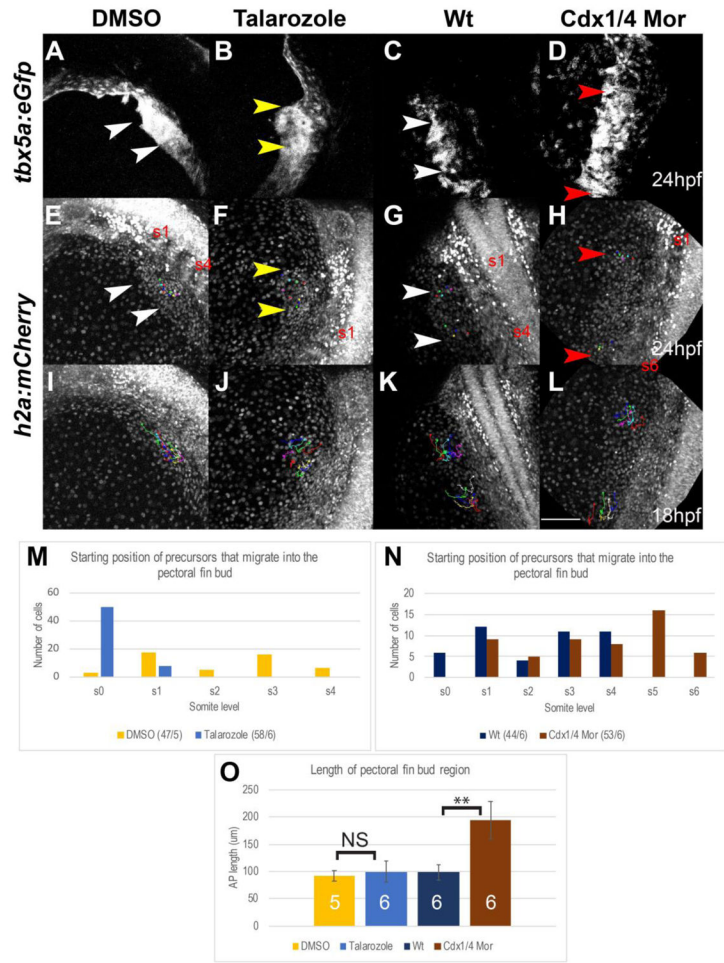 DMSO Talarozole Wt Cdx1/4 Mor
tbx5a:eGfp
A B C D
24hpf
h2a:mCherry
E F G H
s1 s1 s1
s4
s1 s4
24hpf
s6
I J K L
18hpf
M
Starting position of precursors that migrate into the
pectoral fin bud
Number of cells
60
40
20
0
s0 s1 s2 s3 s4
Somite level
DMSO (47/5) Talarozole (58/6)
N
Starting position of precursors that migrate into the
pectoral fin bud
Number of cells
20
15
10
5
0
s0 s1 s2 s3 s4 s5 s6
Somite level
Wt (44/6) Cdx1/4 Mor (53/6)
O
Length of pectoral fin bud region
AP length (um)
250
200
150
100
50
0
NS
**
5 6 6 6
DMSO Talarozole Wt Cdx1/4 Mor